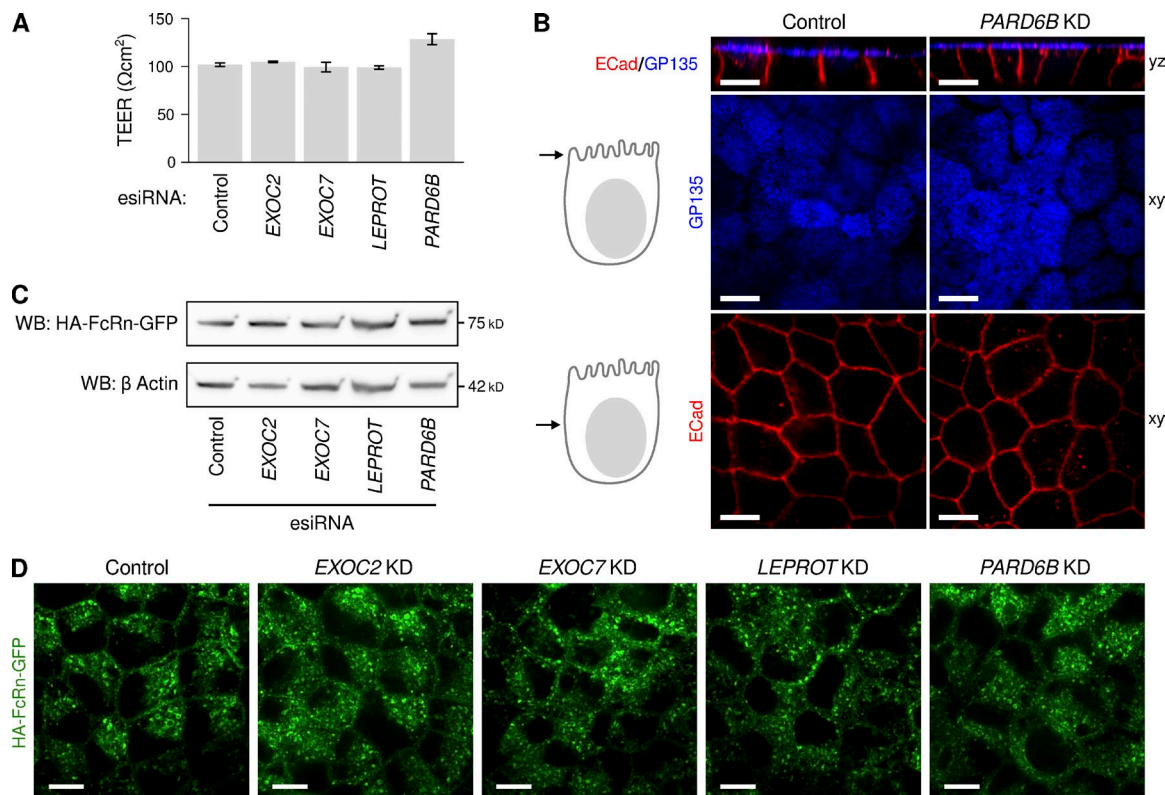 A
TEER (Ωcm²)
150
100
50
0
esiRNA:
Control
EXOC2
EXOC7
LEPROT
PARD6B
B
Control
PARD6B KD
ECad/GP135
yz
GP135
xy
ECad
xy
C
WB: HA-FcRn-GFP
75 kD
WB: β Actin
42 kD
Control
EXOC2
EXOC7
LEPROT
PARD6B
esiRNA
D
Control
EXOC2 KD
EXOC7 KD
LEPROT KD
PARD6B KD
HA-FcRn-GFP